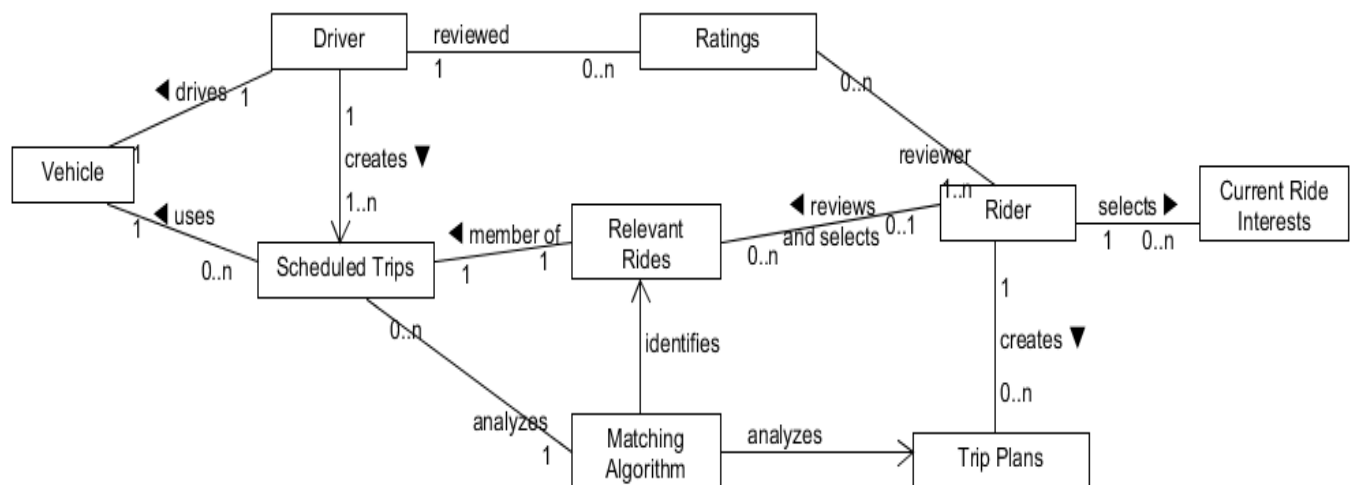 Driver
reviewed
Ratings
1
0..n
0..n
◀ drives
1
1
1
creates ▼
1..n
Vehicle
reviewer
1..n
Rider
selects ▶
1
0..n
Current Ride
Interests
◀ uses
1
0..n
Scheduled Trips
◀ member of
1
1
Relevant
Rides
◀ reviews
and selects
0..1
0..n
0..n
identifies
1
creates ▼
0..n
analyzes
1
Matching
Algorithm
analyzes
Trip Plans